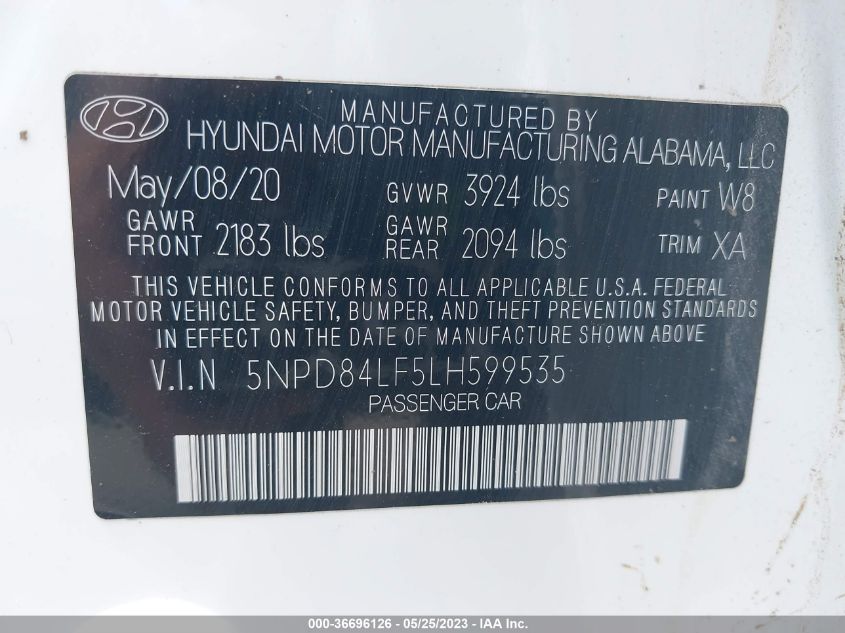 MANUFACTURED BY
HYUNDAI MOTOR MANUFACTURING ALABAMA, LLC
May/08/20 GVWR 3924 lbs PAINT W8
GAWR FRONT 2183 lbs GAWR REAR 2094 lbs TRIM XA
THIS VEHICLE CONFORMS TO ALL APPLICABLE U.S.A. FEDERAL
MOTOR VEHICLE SAFETY, BUMPER, AND THEFT PREVENTION STANDARDS
IN EFFECT ON THE DATE OF MANUFACTURE SHOWN ABOVE
V.I.N 5NPD84LF5LH599535
PASSENGER CAR
000-36696126 - 05/25/2023 - IAA Inc.